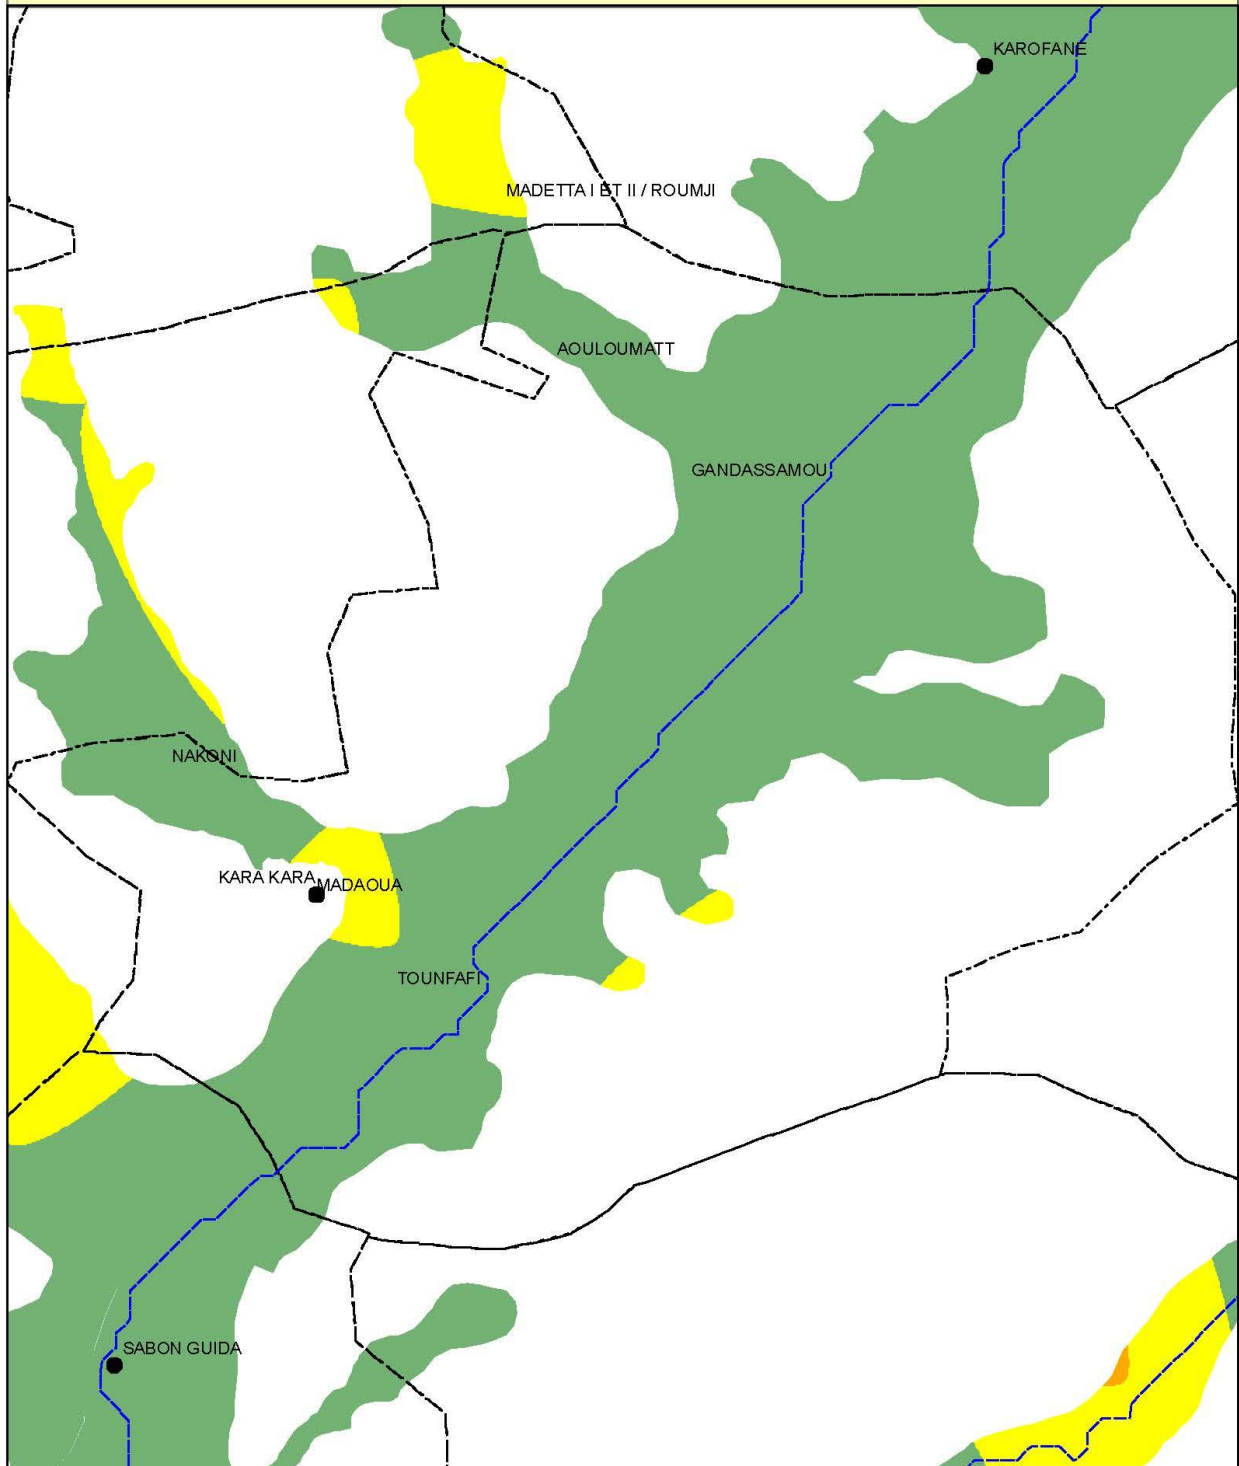 KAROFANE
MADETTA I ET II / ROUMJI
AOULOUMATT
GANDASSAMOU
NAKONI
KARA KARA
MADAOUA
TOUNFAFI
SABON GUIDA